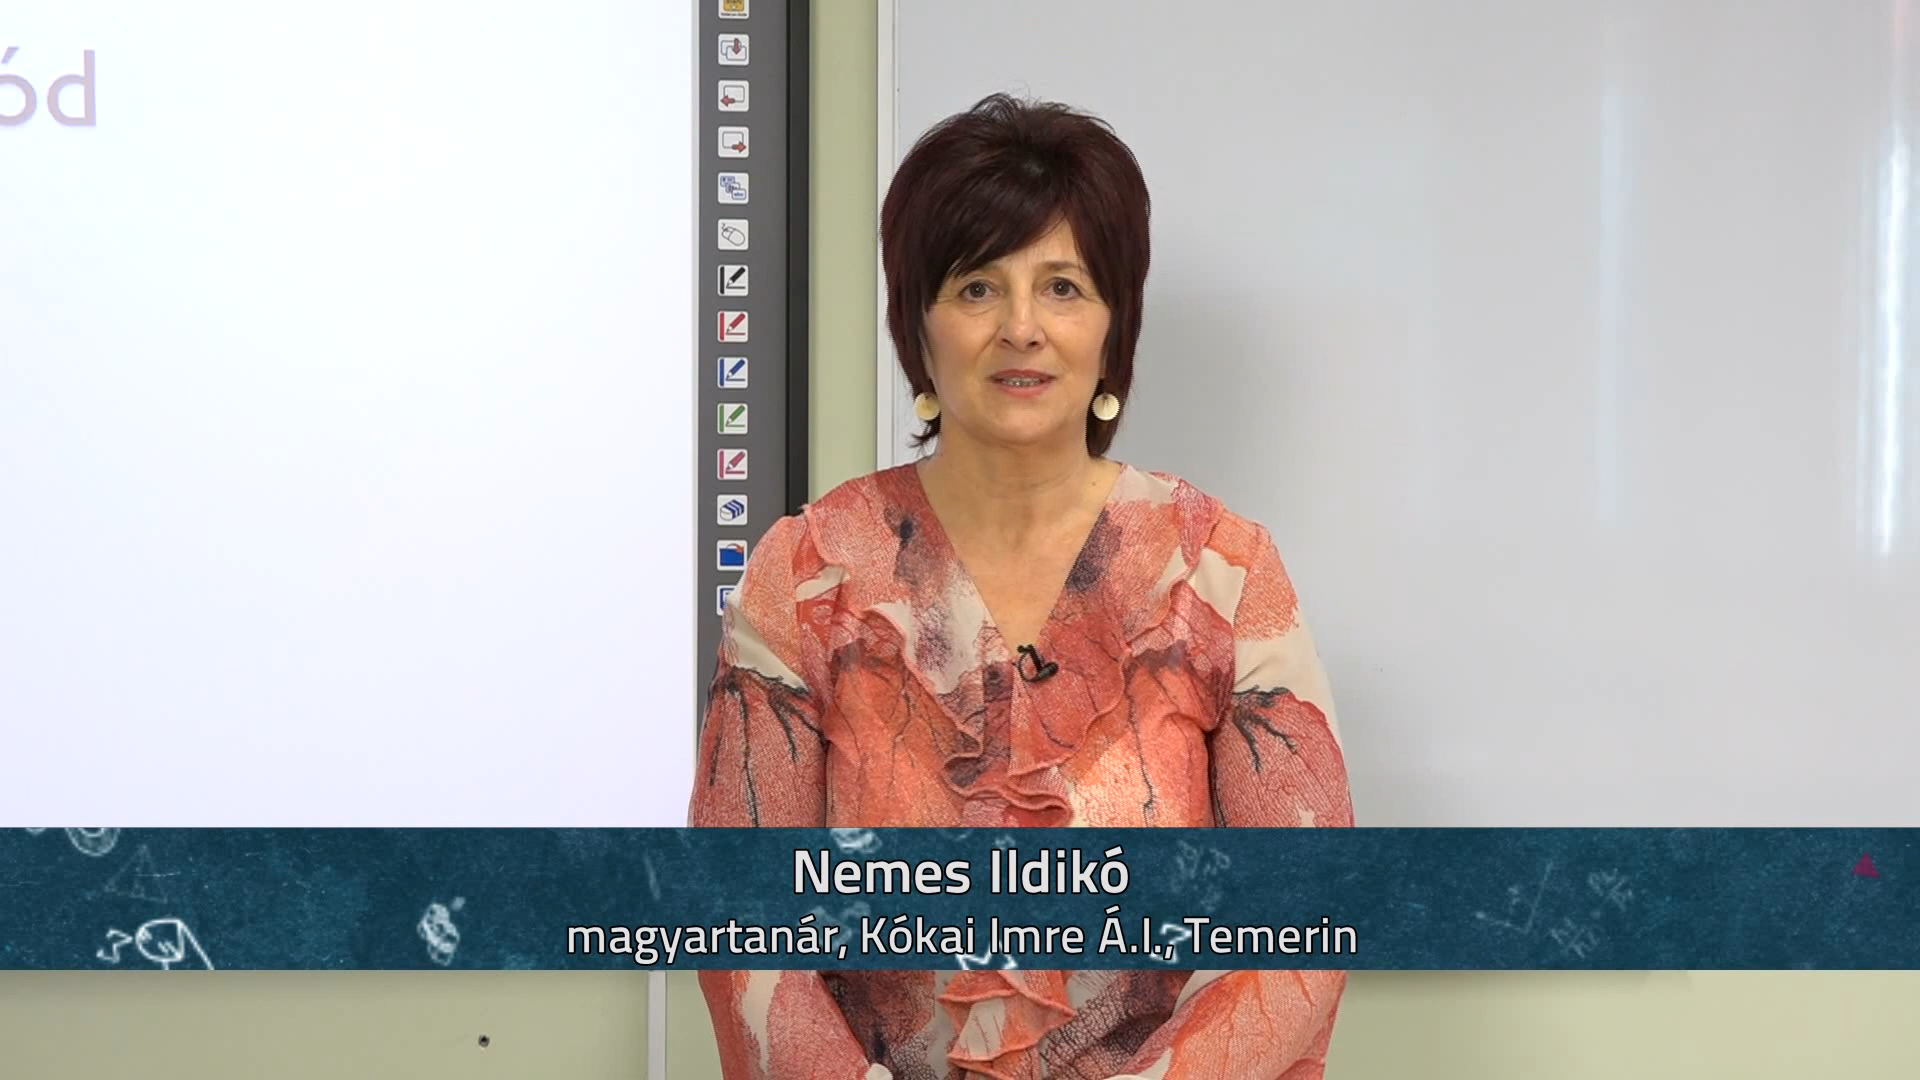 ód
Nemes Ildikó
magyartanár, Kókai Imre Á.I., Temerin